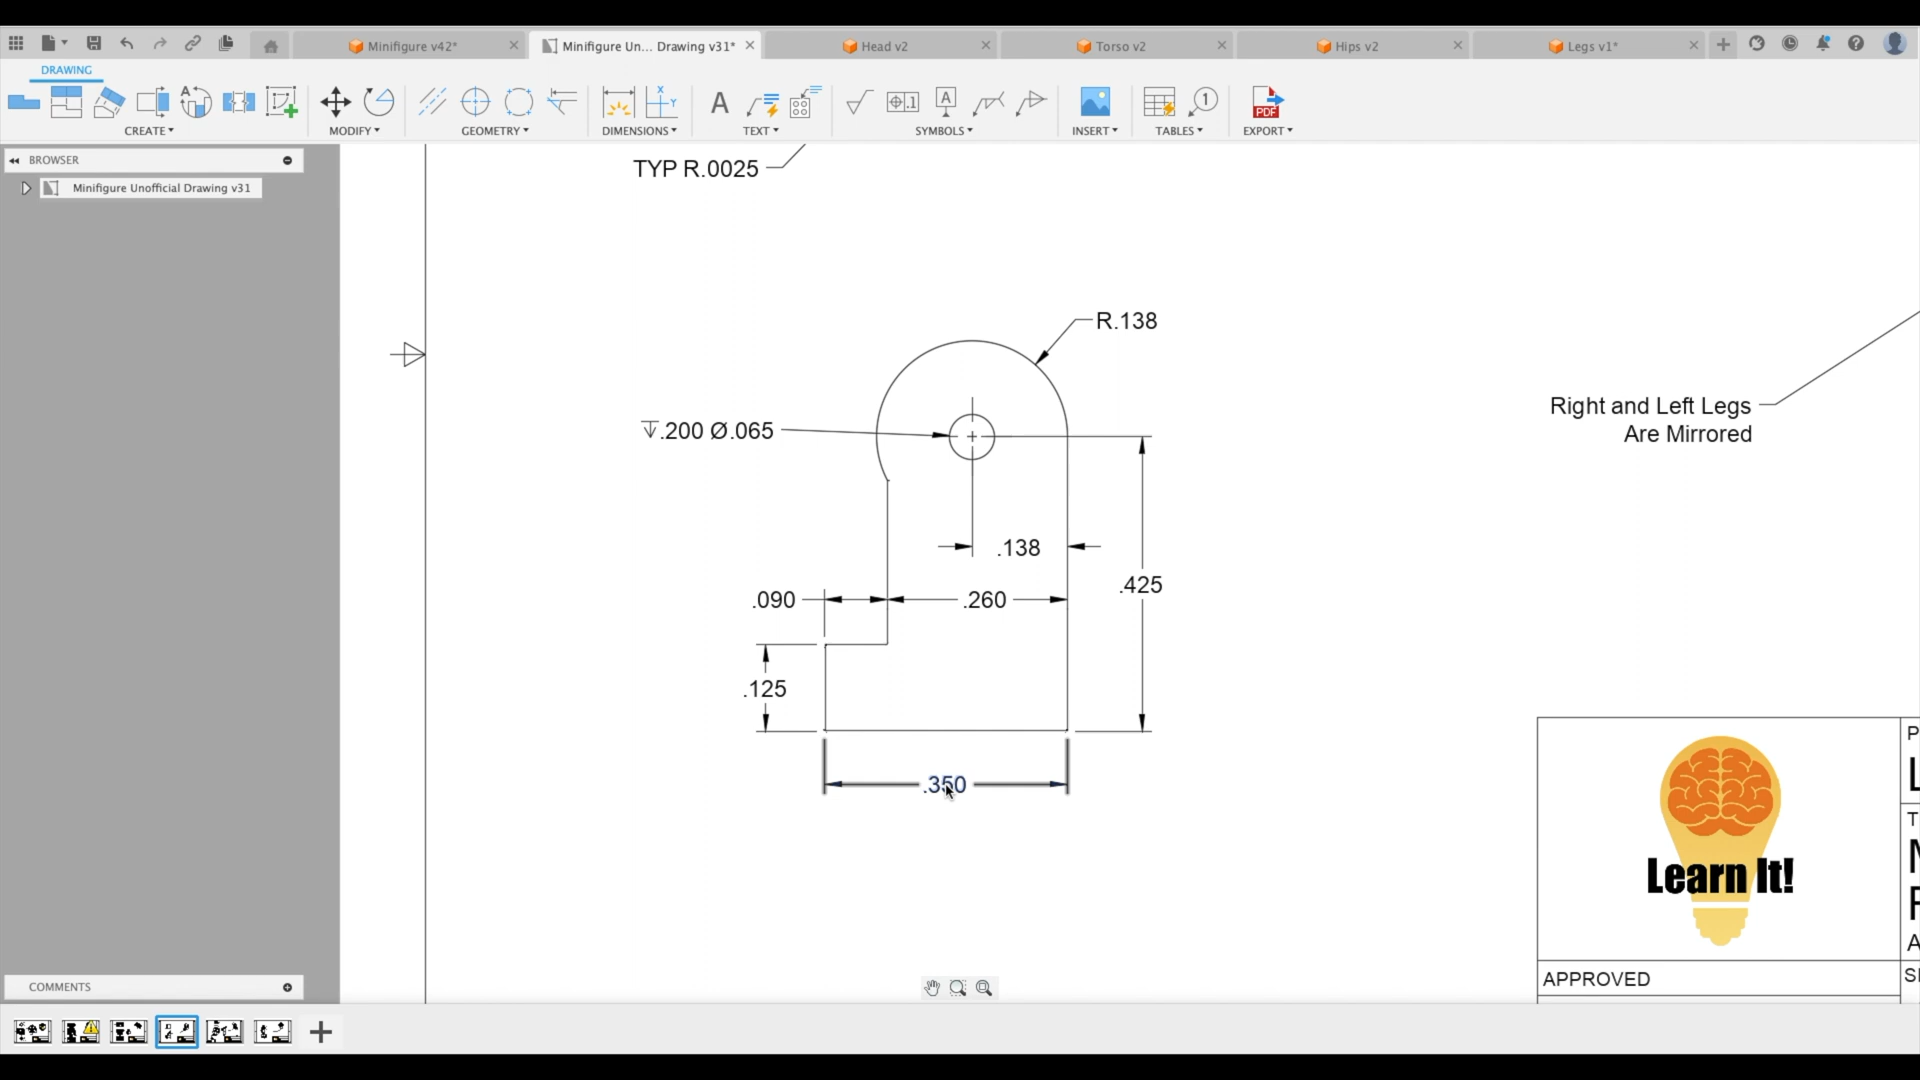 Minifigure v42*
Minifigure Un... Drawing v31*
Head v2
Torso v2
Hips v2
Legs v1*
DRAWING
CREATE
MODIFY
GEOMETRY
DIMENSIONS
TEXT
SYMBOLS
INSERT
TABLES
EXPORT
BROWSER
Minifigure Unofficial Drawing v31
TYP R.0025
R.138
↧.200 Ø.065
.138
.425
.090
.260
.125
.350
Right and Left Legs
Are Mirrored
Learn It!
APPROVED
COMMENTS